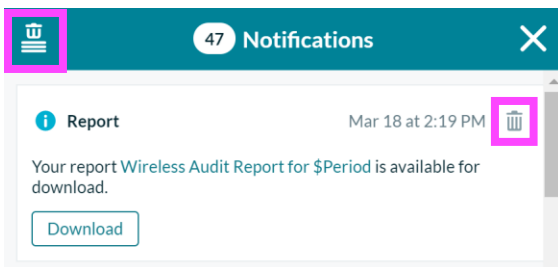 47 Notifications
Report Mar 18 at 2:19 PM
Your report Wireless Audit Report for $Period is available for
download.
Download